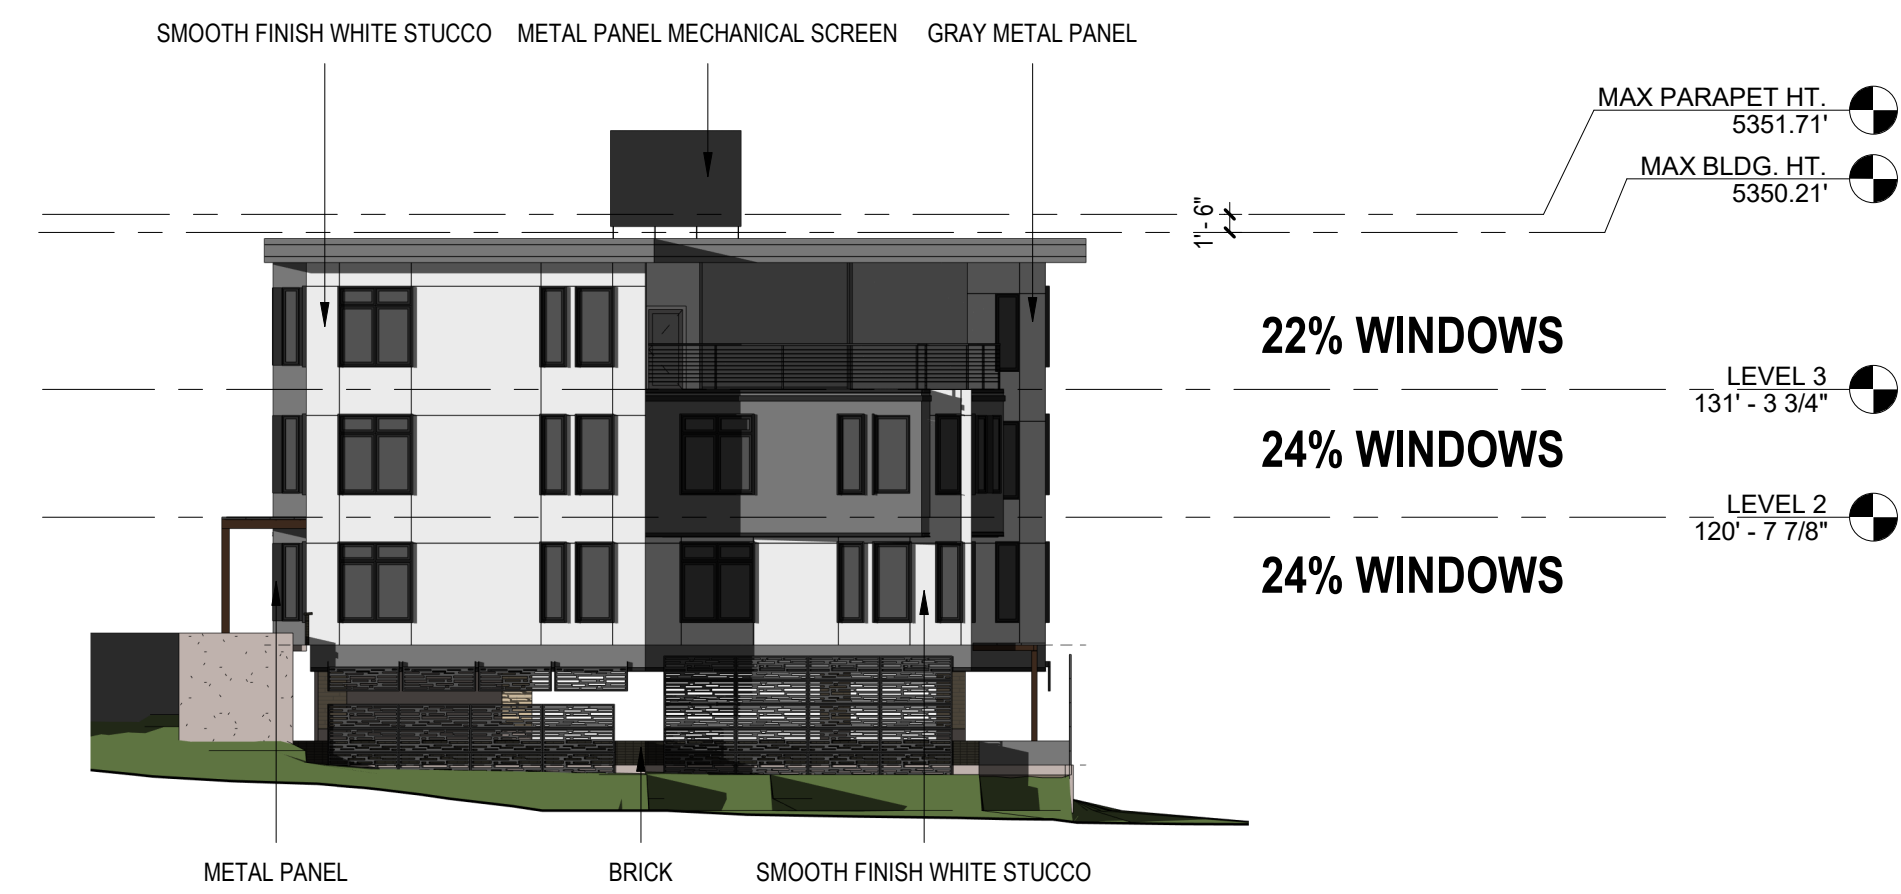 SMOOTH FINISH WHITE STUCCO
METAL PANEL MECHANICAL SCREEN
GRAY METAL PANEL
MAX PARAPET HT.
5351.71'
MAX BLDG. HT.
5350.21'
1' - 6"
22% WINDOWS
LEVEL 3
131' - 3 3/4"
24% WINDOWS
LEVEL 2
120' - 7 7/8"
24% WINDOWS
METAL PANEL
BRICK
SMOOTH FINISH WHITE STUCCO